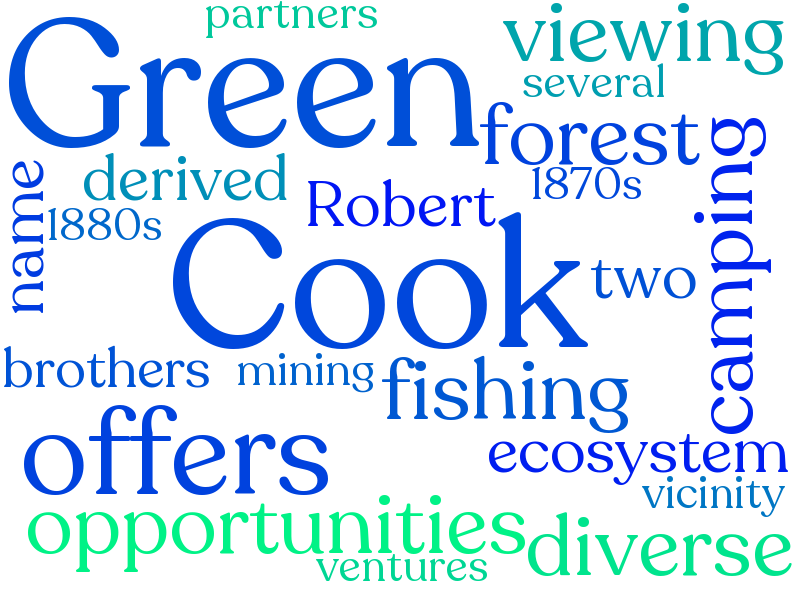 partners
viewing
Green
several
forest
derived
1870s
Robert
name
1880s
camping
Cook
two
brothers
mining
fishing
offers
ecosystem
vicinity
opportunities
diverse
ventures